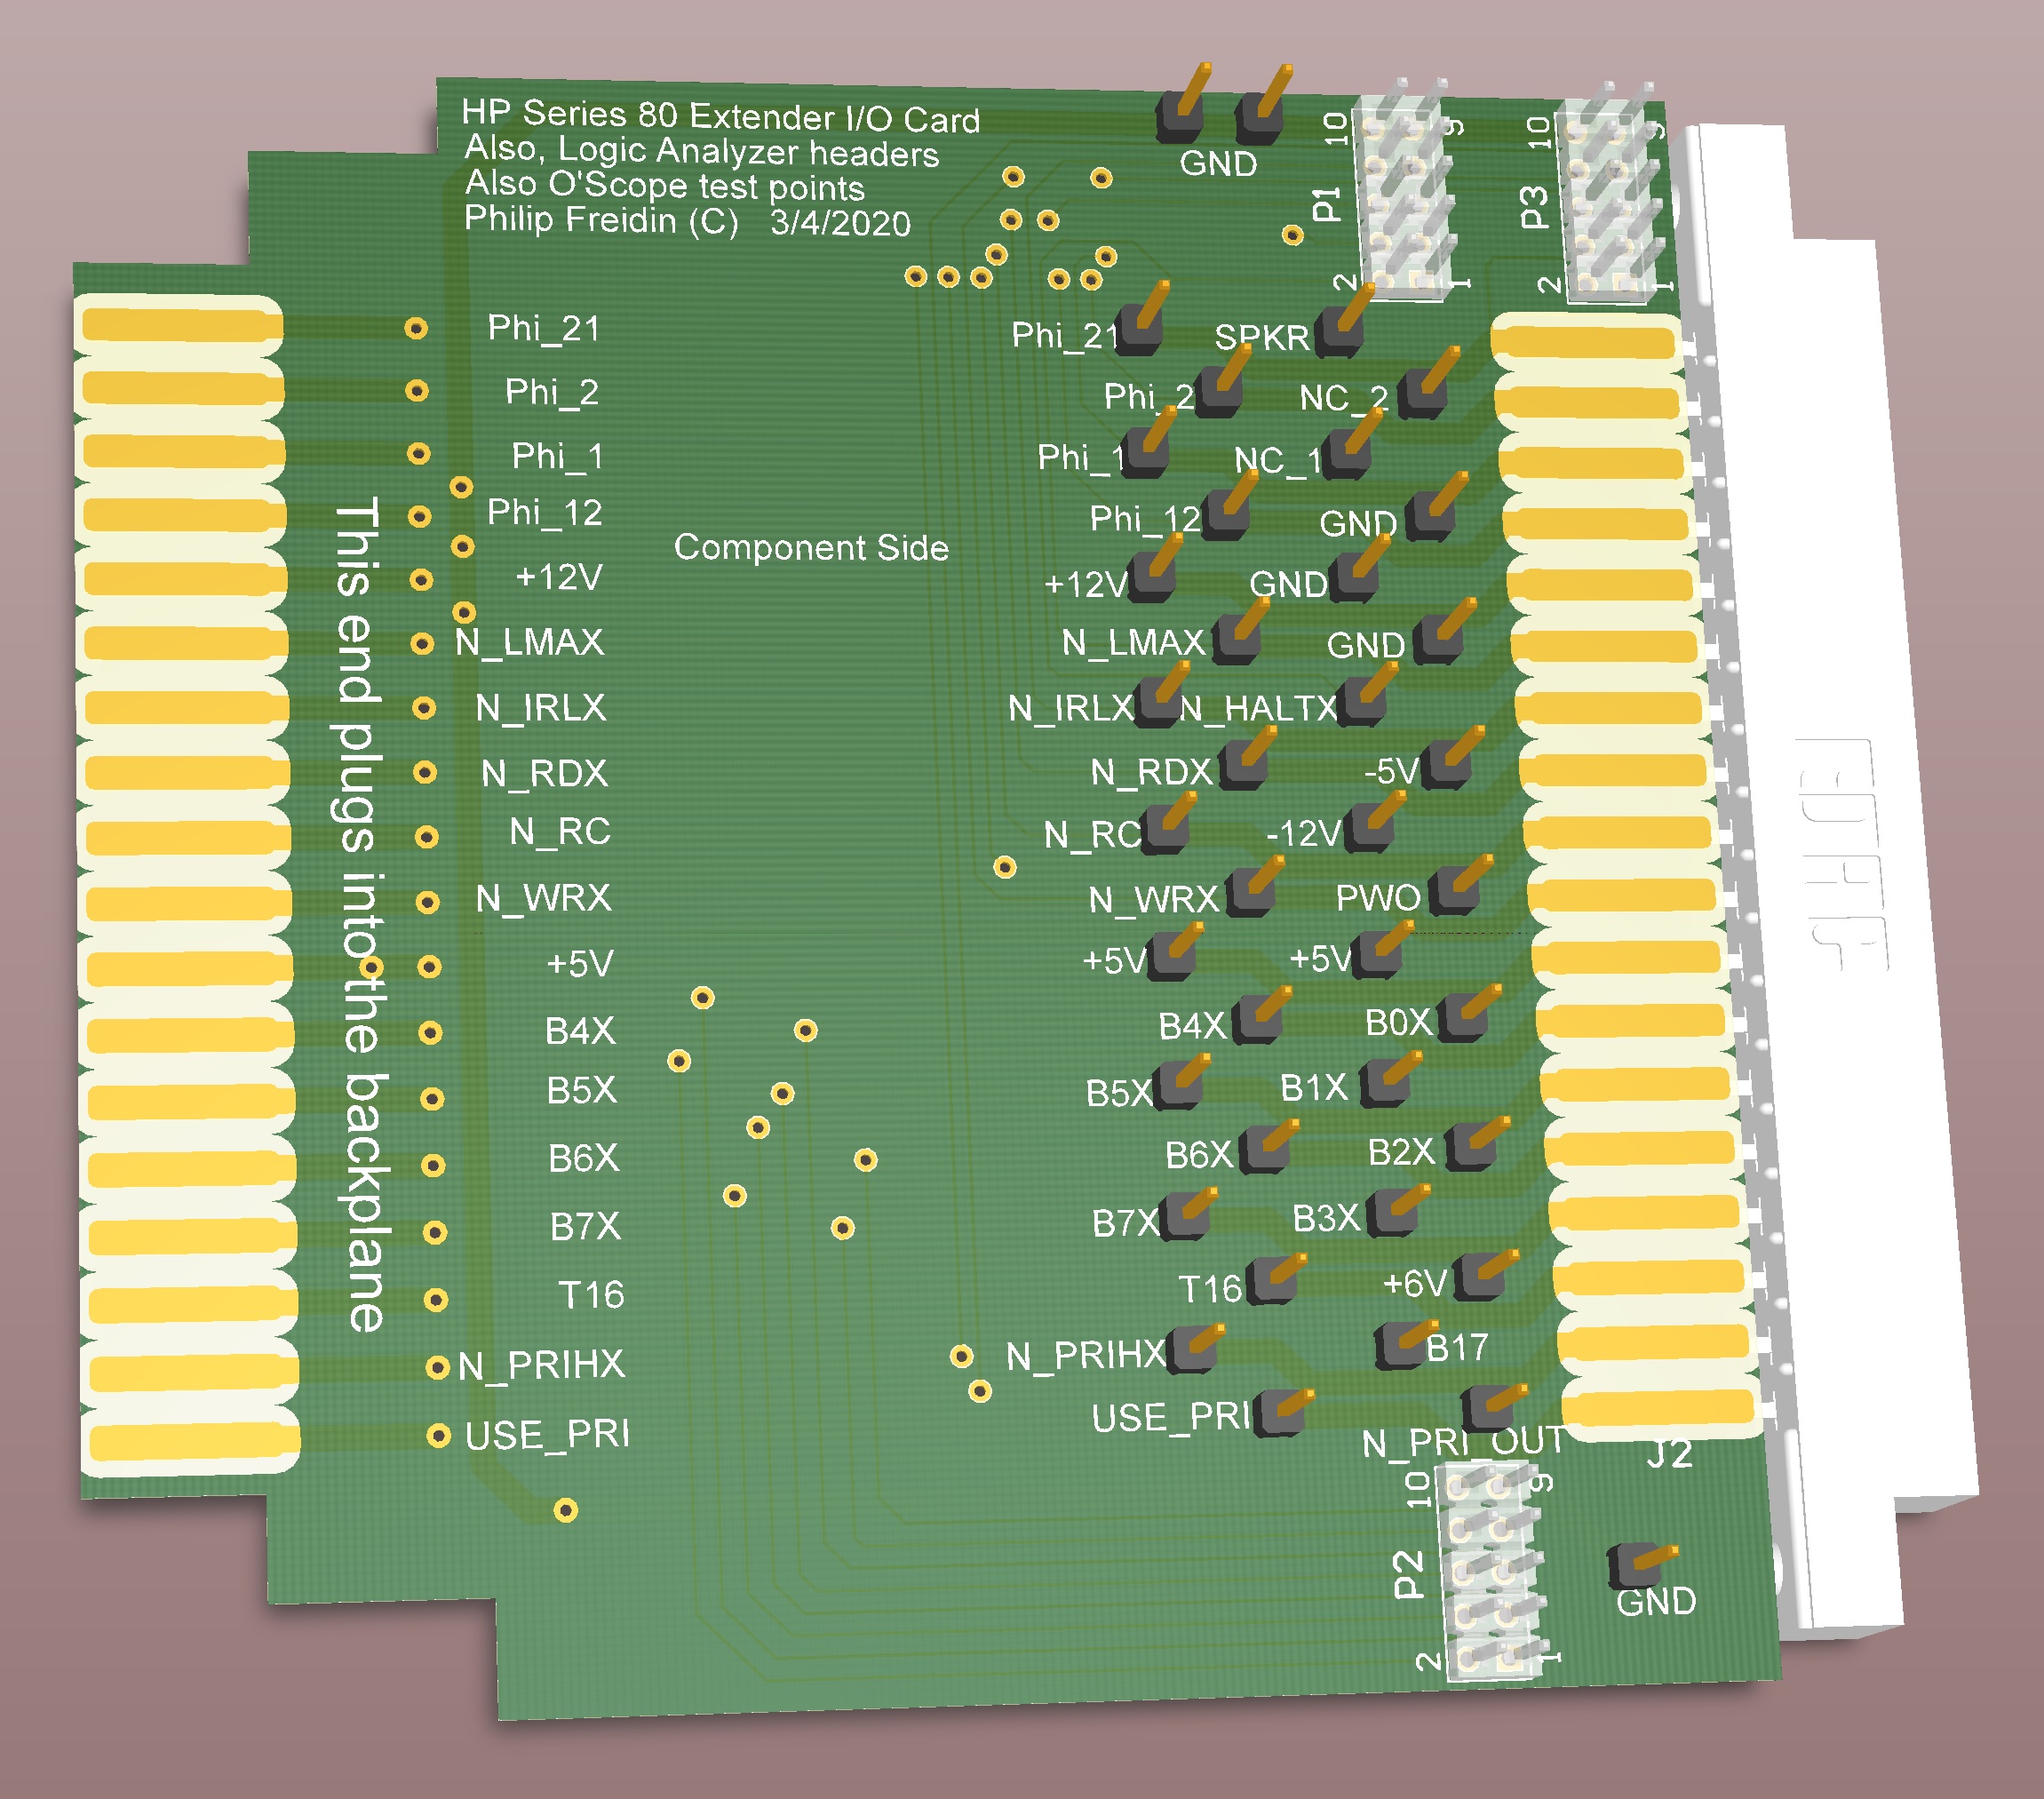 HP Series 80 Extender I/O Card
Also, Logic Analyzer headers
Also O'Scope test points
Philip Freidin (C)   3/4/2020
GND
10 9
P1
2 1
10 9
P3
2 1
Phi_21 Phi_21 SPKR
Phi_2 Phi_2 NC_2
Phi_1 Phi_1 NC_1
Phi_12 Phi_12 GND
Component Side
+12V +12V GND
N_LMAX N_LMAX GND
N_IRLX N_IRLX N_HALTX
N_RDX N_RDX -5V
N_RC N_RC -12V
N_WRX N_WRX PWO
+5V +5V +5V
B4X B4X B0X
B5X B5X B1X
B6X B6X B2X
B7X B7X B3X
T16 T16 +6V
N_PRIHX N_PRIHX B17
USE_PRI USE_PRI N_PRI_OUT
This end plugs into the backplane
J2
10 9
P2
2 1
GND